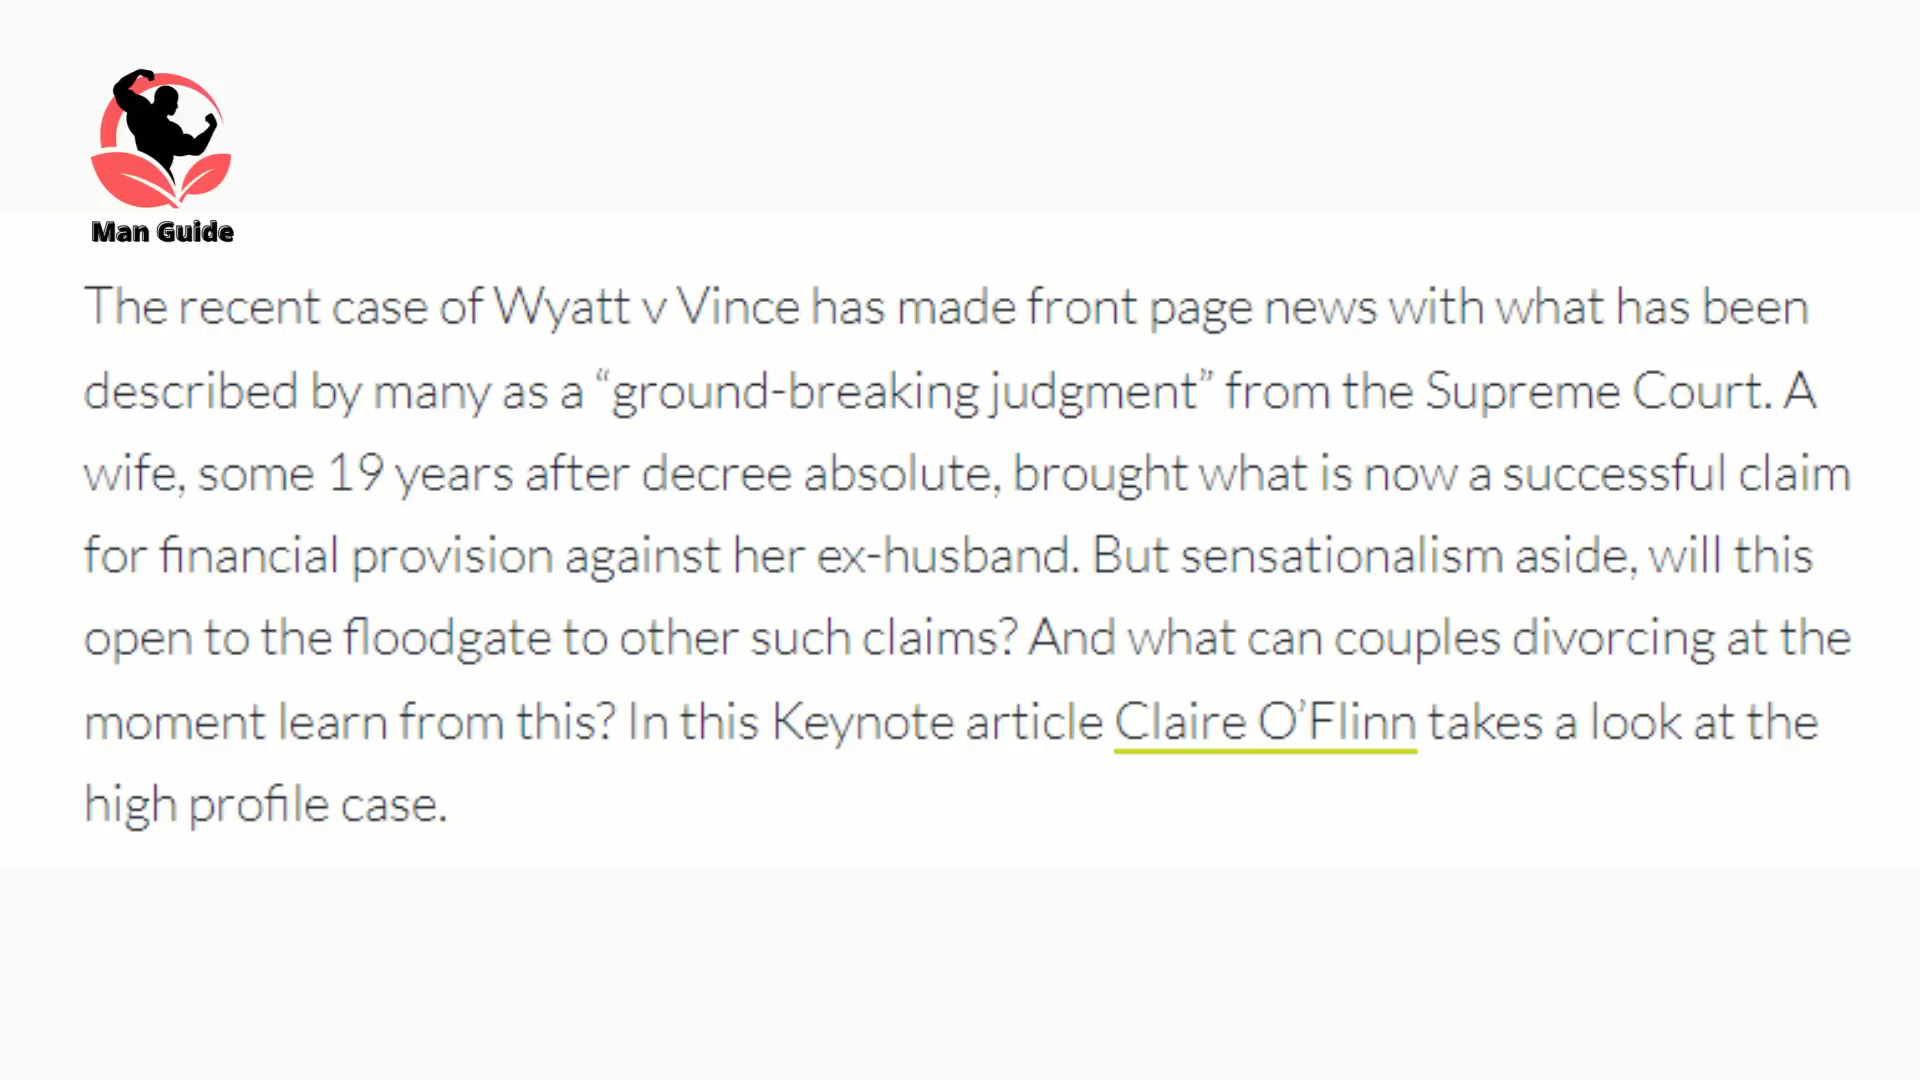 Man Guide
The recent case of Wyatt v Vince has made front page news with what has been
described by many as a “ground-breaking judgment” from the Supreme Court. A
wife, some 19 years after decree absolute, brought what is now a successful claim
for financial provision against her ex-husband. But sensationalism aside, will this
open to the floodgate to other such claims? And what can couples divorcing at the
moment learn from this? In this Keynote article Claire O’Flinn takes a look at the
high profile case.